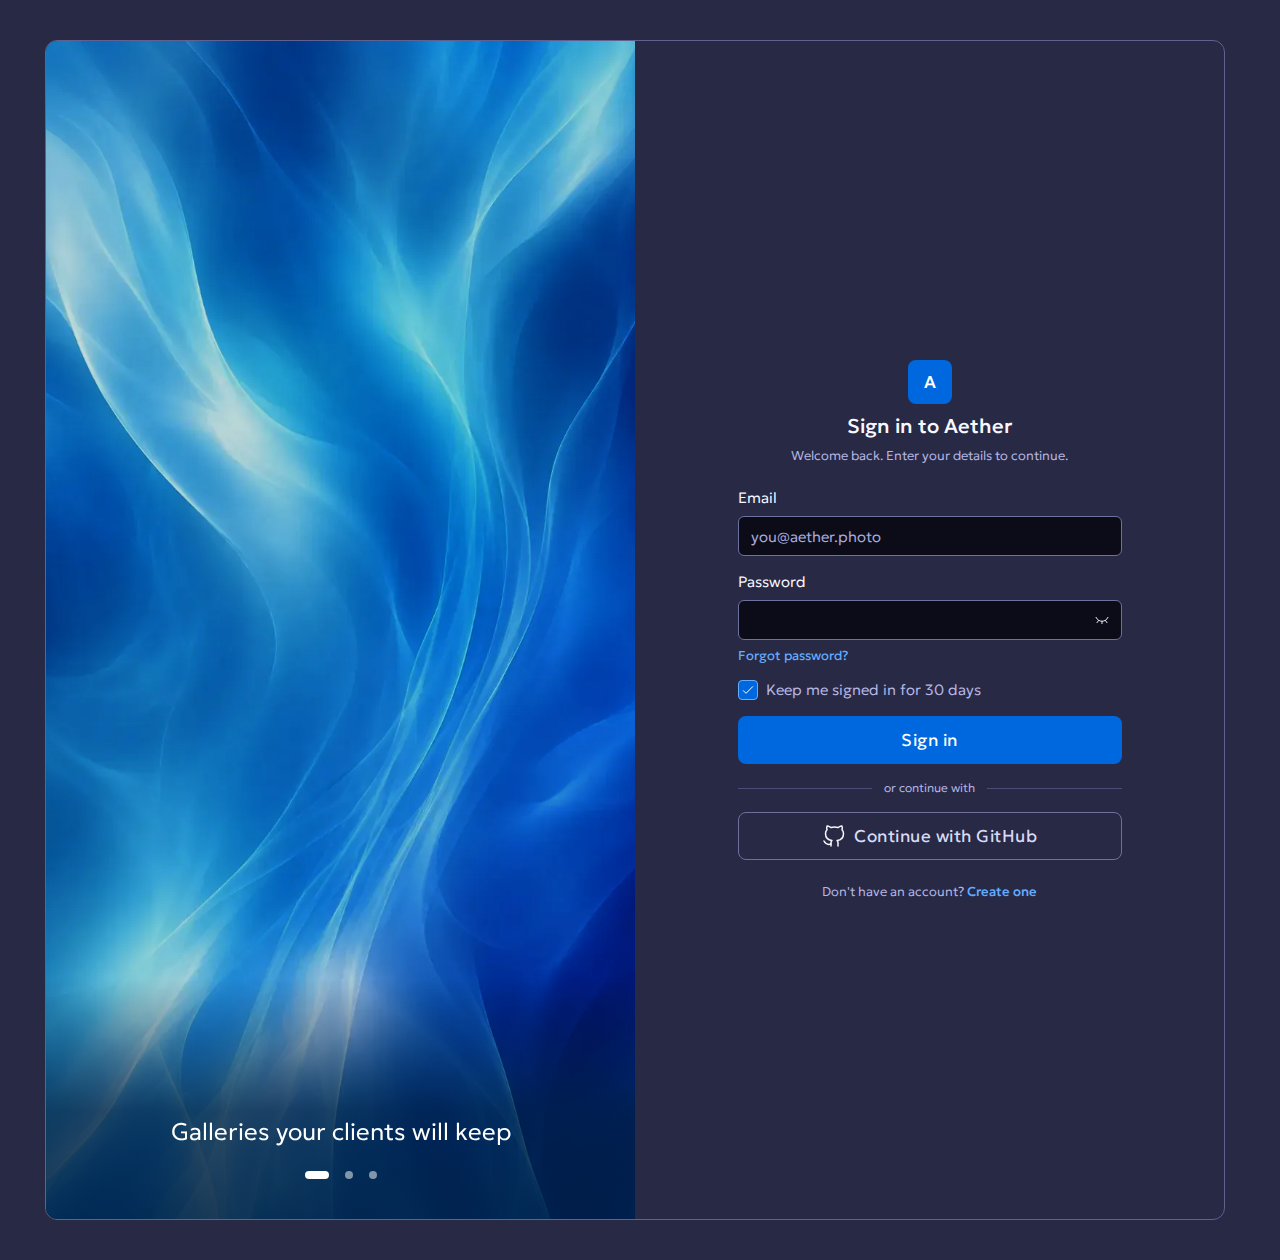 Galleries your clients will keep
A
Sign in to Aether
Welcome back. Enter your details to continue.
Email
you@aether.photo
Password
Forgot password?
Keep me signed in for 30 days
Sign in
or continue with
Continue with GitHub
Don't have an account? Create one